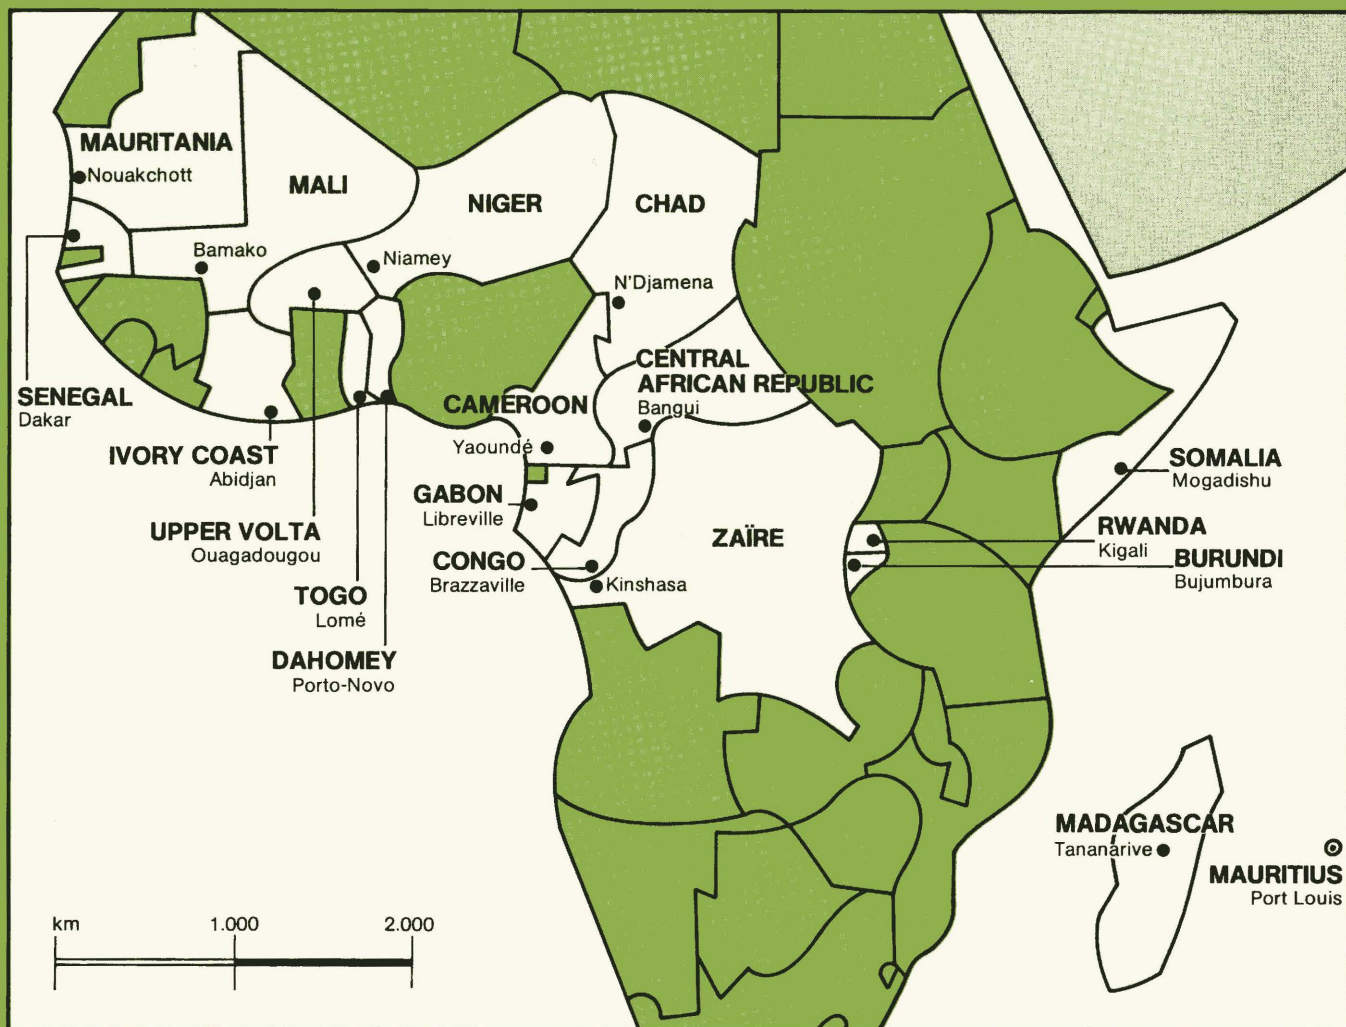 MAURITANIA
Nouakchott
MALI
NIGER
CHAD
Bamako
Niamey
N'Djamena
SENEGAL
Dakar
CENTRAL
AFRICAN REPUBLIC
Bangui
CAMEROON
Yaoundé
IVORY COAST
Abidjan
SOMALIA
Mogadishu
GABON
Libreville
UPPER VOLTA
Ouagadougou
ZAÏRE
RWANDA
Kigali
CONGO
Brazzaville
Kinshasa
BURUNDI
Bujumbura
TOGO
Lomé
DAHOMEY
Porto-Novo
MADAGASCAR
Tananarive
MAURITIUS
Port Louis
km 1.000 2.000